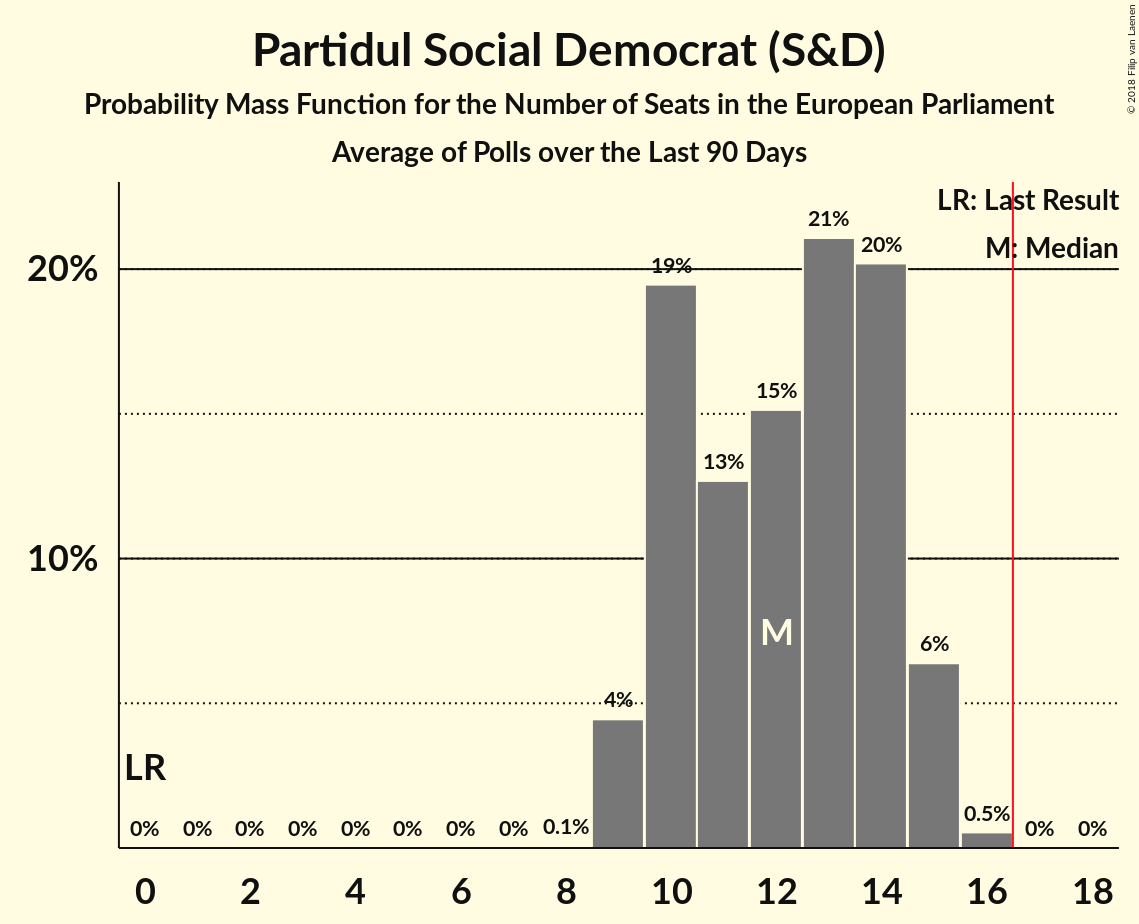 Partidul Social Democrat (S&D)
Probability Mass Function for the Number of Seats in the European Parliament
Average of Polls over the Last 90 Days
© 2018 Filip van Laenen
LR: Last Result
M: Median
20%
10%
21%
20%
19%
15%
13%
6%
4%
M
LR
0% 0% 0% 0% 0% 0% 0% 0% 0.1% 0.5% 0% 0%
0 2 4 6 8 10 12 14 16 18